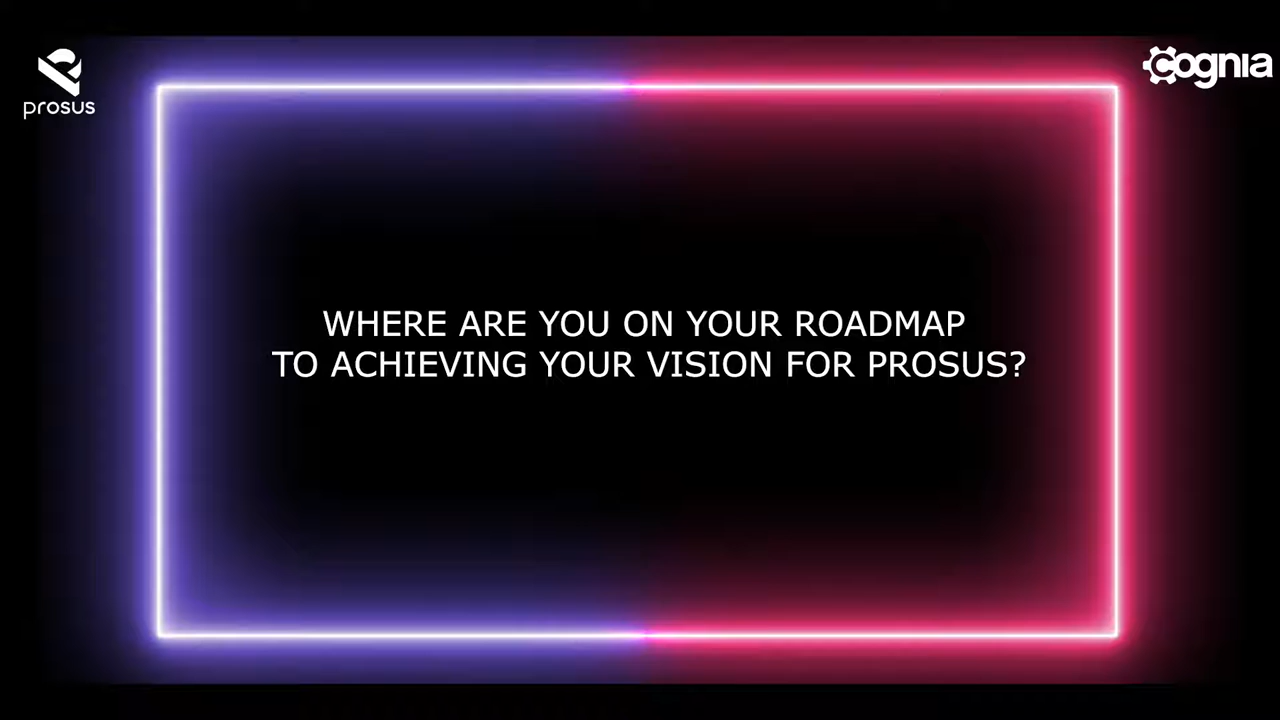 prosus
Cognia
WHERE ARE YOU ON YOUR ROADMAP
TO ACHIEVING YOUR VISION FOR PROSUS?